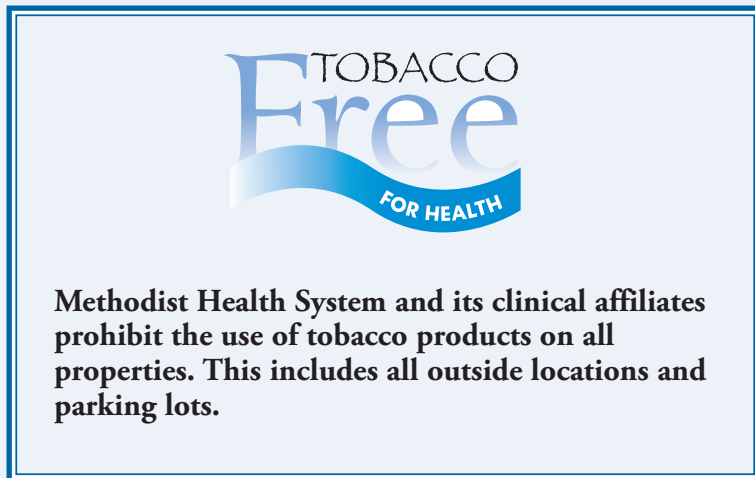 TOBACCO
Free
FOR HEALTH
Methodist Health System and its clinical affiliates
prohibit the use of tobacco products on all
properties. This includes all outside locations and
parking lots.